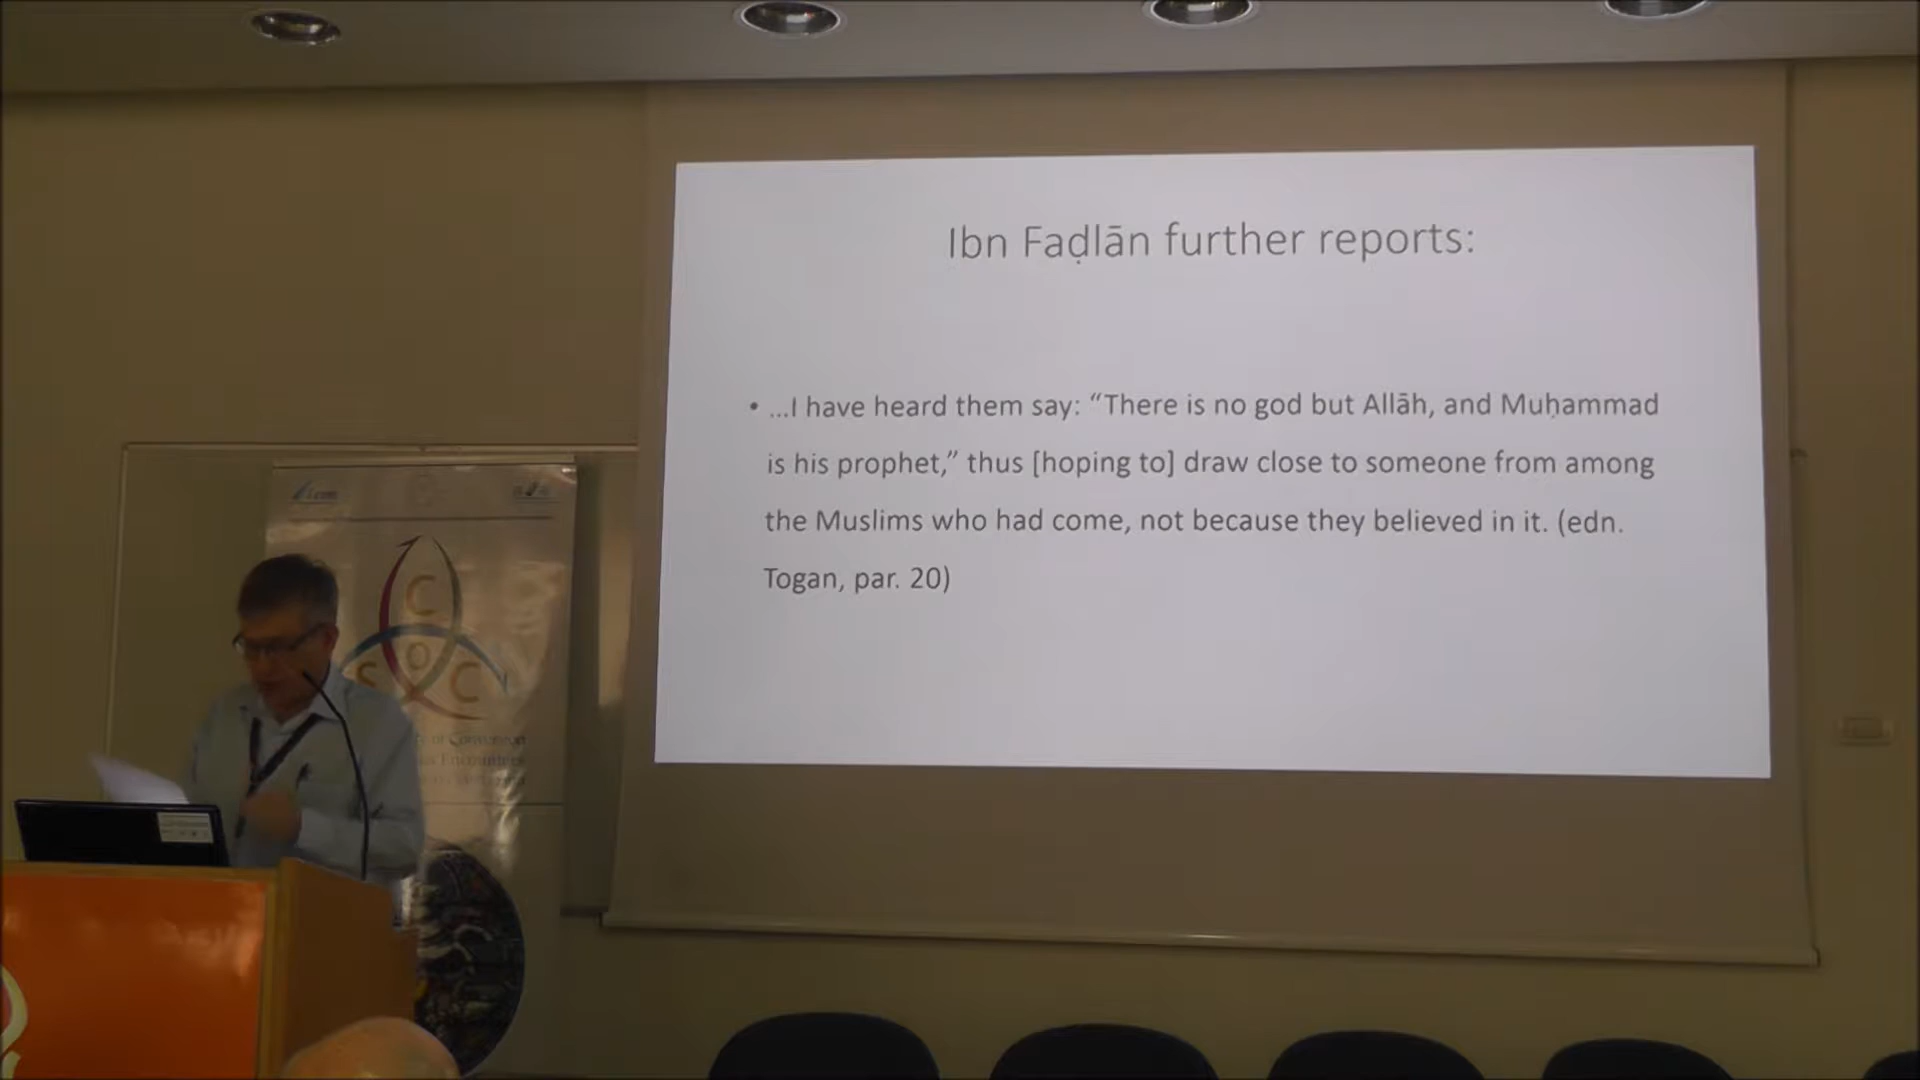 Ibn Faḍlān further reports:
• ...I have heard them say: “There is no god but Allāh, and Muḥammad
is his prophet,” thus [hoping to] draw close to someone from among
the Muslims who had come, not because they believed in it. (edn.
Togan, par. 20)
C
S O C
Encounters